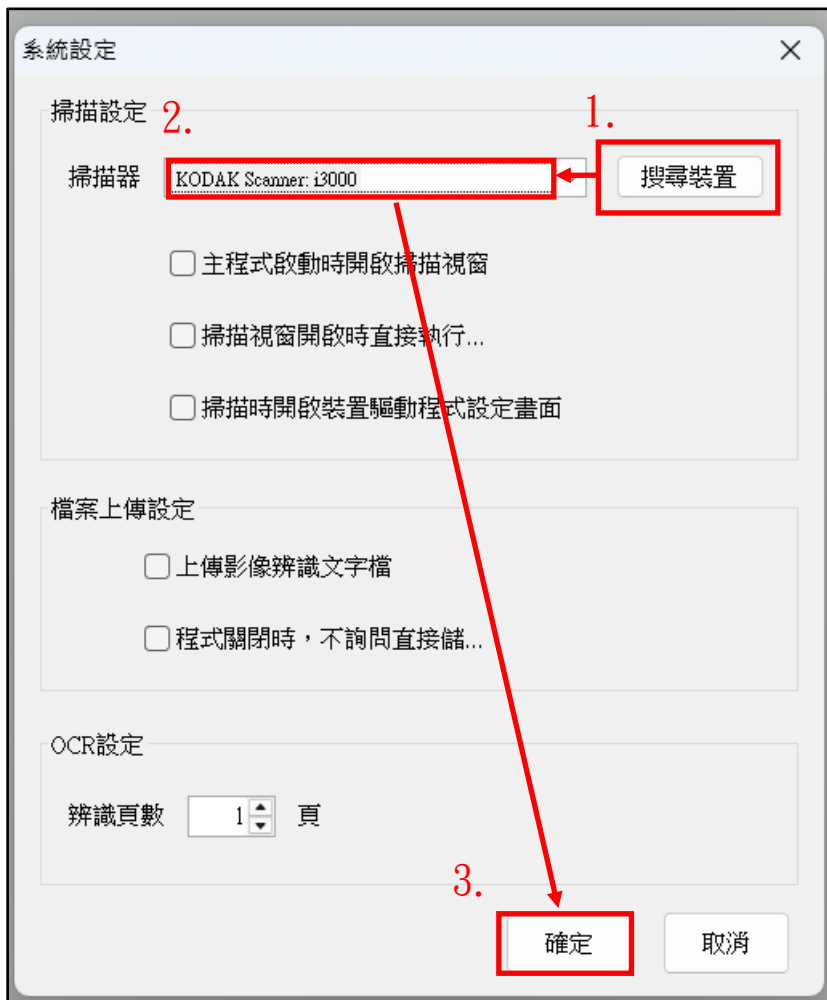 系統設定
掃描設定
2.
1.
掃描器
KODAK Scanner: i3000
搜尋裝置
主程式啟動時開啟掃描視窗
掃描視窗開啟時直接執行...
掃描時開啟裝置驅動程式設定畫面
檔案上傳設定
上傳影像辨識文字檔
程式關閉時，不詢問直接儲...
OCR設定
辨識頁數 1 頁
3.
確定
取消